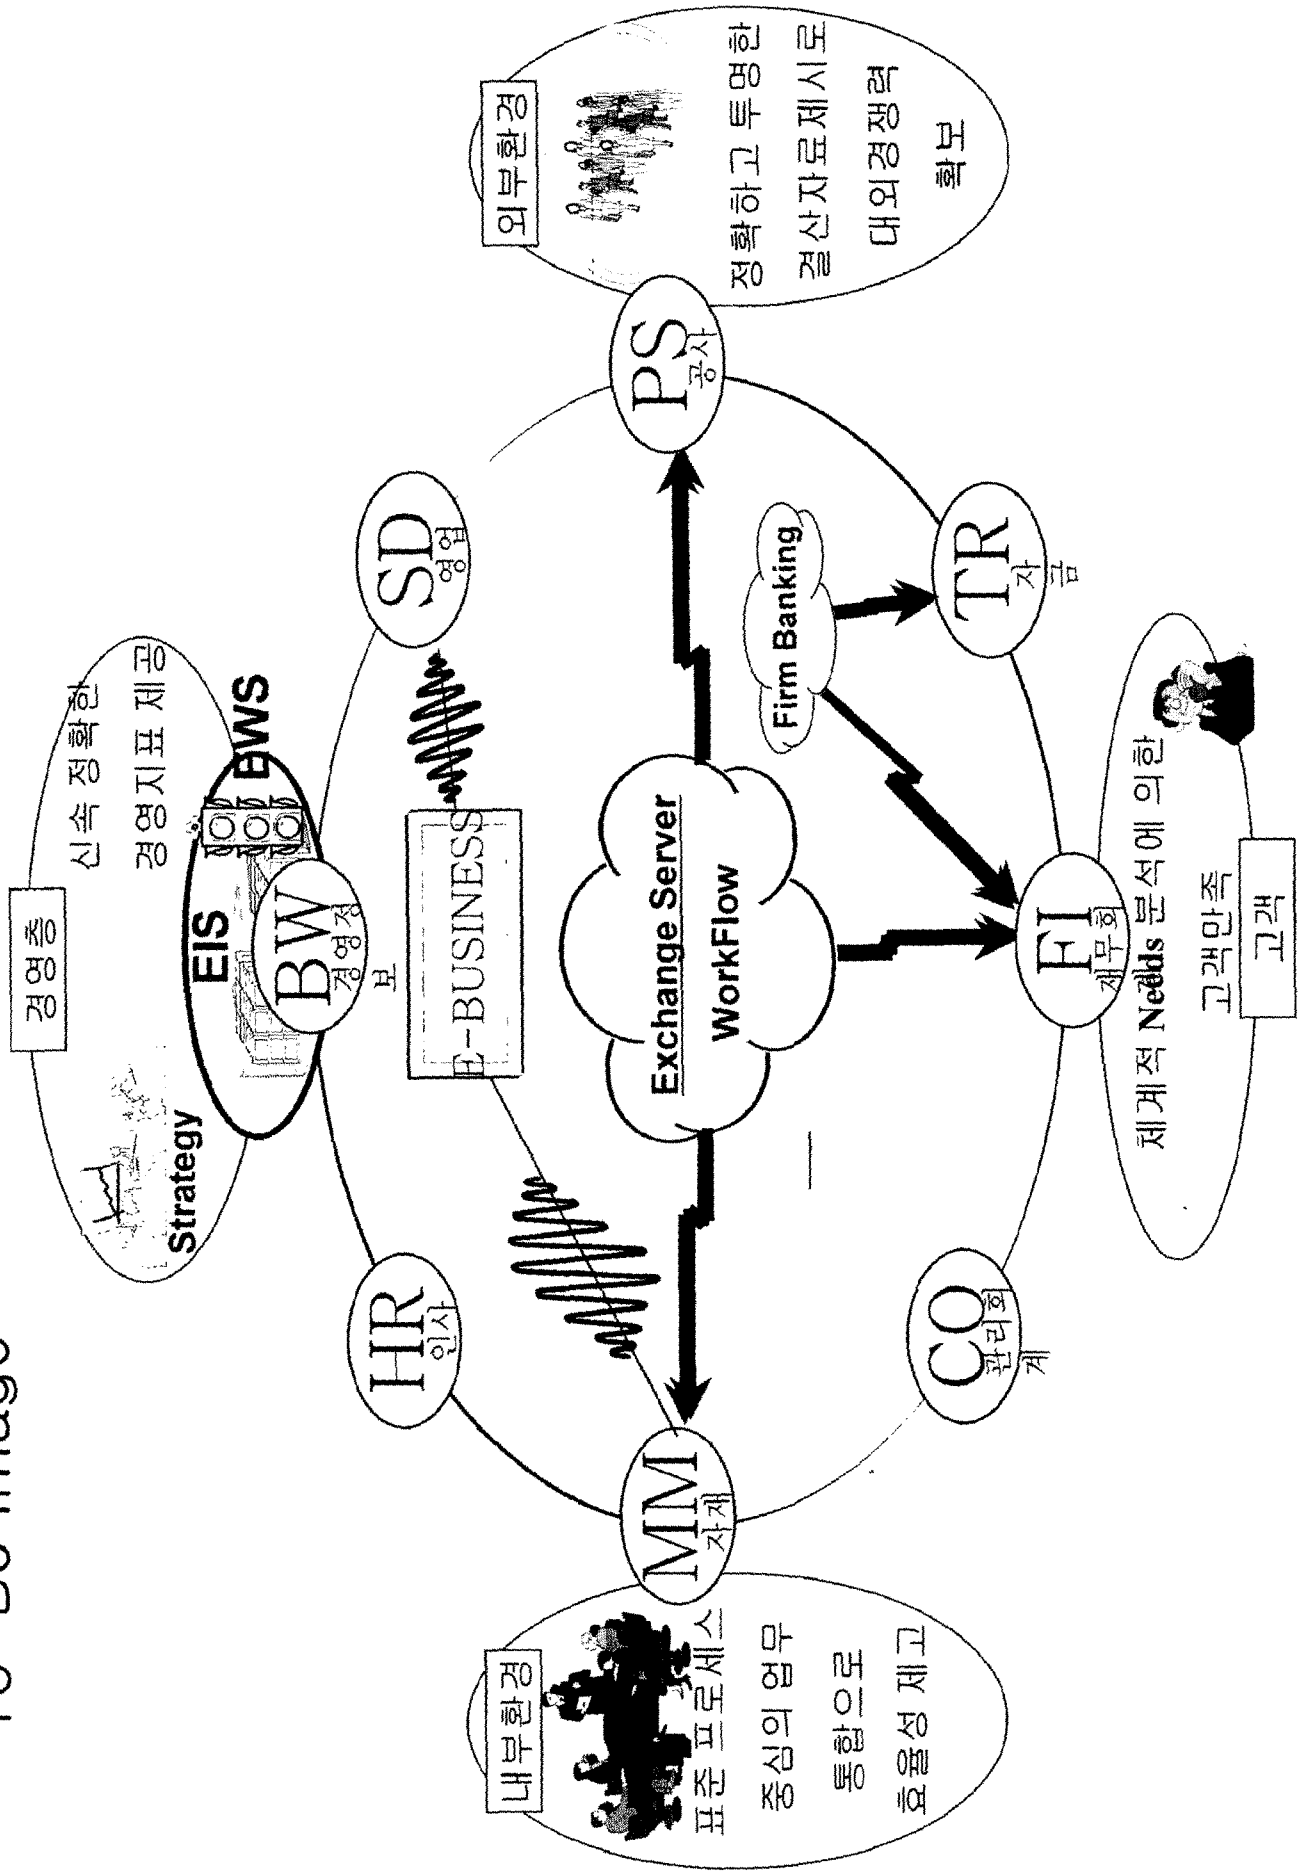 경영층
신속 정확한
경영지표 제공
Strategy
EIS
BWS
BW
경영정
보
HR
인사
SD
영업
E-BUSINESS
내부환경
표준 프로세스
중심의 업무
통합으로
효율성 제고
MM
자재
Exchange Server
WorkFlow
Firm Banking
PS
공사
외부환경
정확하고 투명한
결산자료제시로
대외경쟁력
확보
CO
관리회
계
FI
재무회
TR
자
금
체계적 Needs 분석에 의한
고객만족
고객